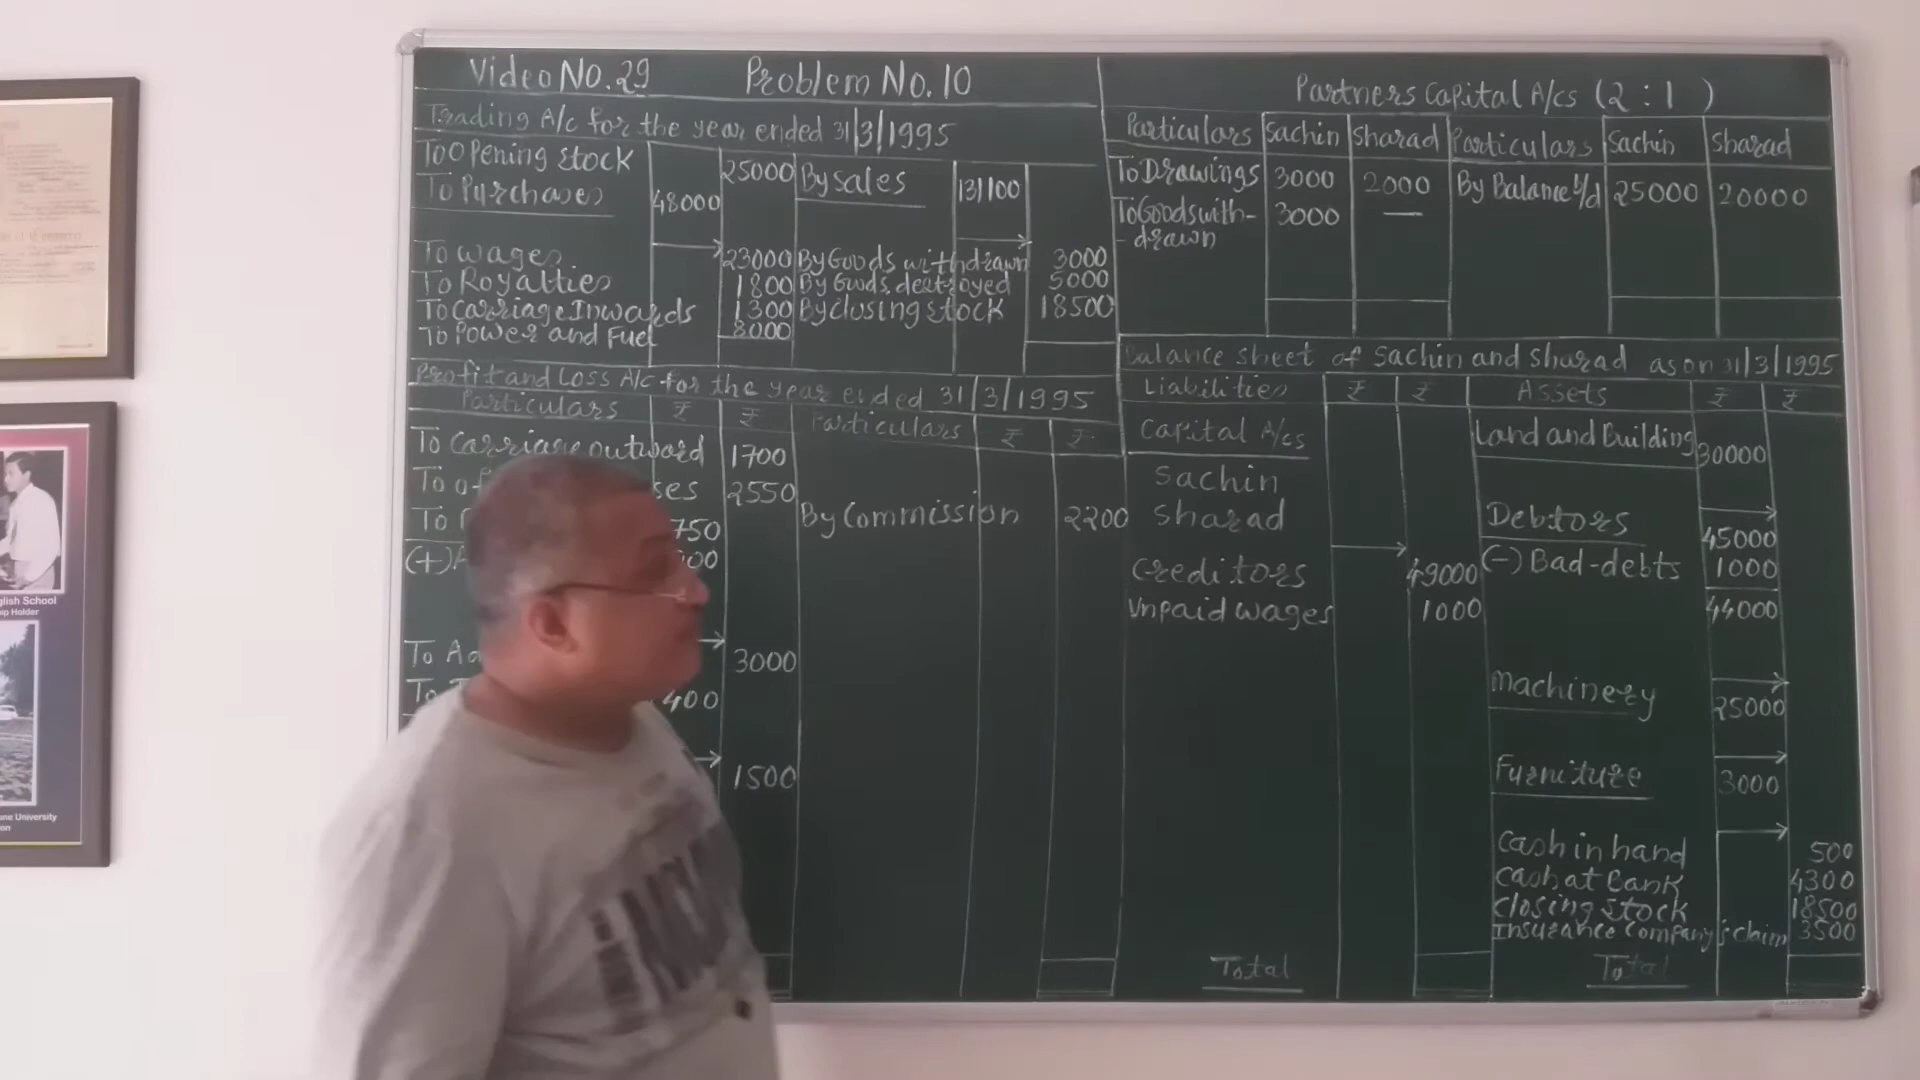 Video NO.29 Problem No.10
Trading A/c for the year ended 31/3/1995
To Opening stock 25000 By sales 131100
To Purchases 48000
To wages 23000 By Goods withdrawn 3000
To Royalties 1800 By Goods destroyed 5000
To Carriage Inwards 1300 By closing stock 18500
To Power and Fuel 8000
Profit and Loss A/c for the year ended 31/3/1995
Particulars ₹ ₹ Particulars ₹ ₹
To Carriage outward 1700
2550
By Commission 2200
To
750
(+)
3000
400
1500
Partners Capital A/cs (2:1)
Particulars Sachin Sharad Particulars Sachin Sharad
To Drawings 3000 2000 By Balance b/d 25000 20000
To Goods with- 3000 —
-drawn
Balance sheet of Sachin and Sharad as on 31/3/1995
Liabilities ₹ ₹ Assets ₹ ₹
Capital A/cs Land and Building 30000
Sachin
Sharad Debtors 45000
Creditors 49000 (-) Bad-debts 1000
Unpaid wages 1000 44000
Machinery 25000
Furniture 3000
Cash in hand 500
Cash at Bank 4300
Closing stock 18500
Insurance Company's claim 3500
Total Total
glish School
ip Holder
une University